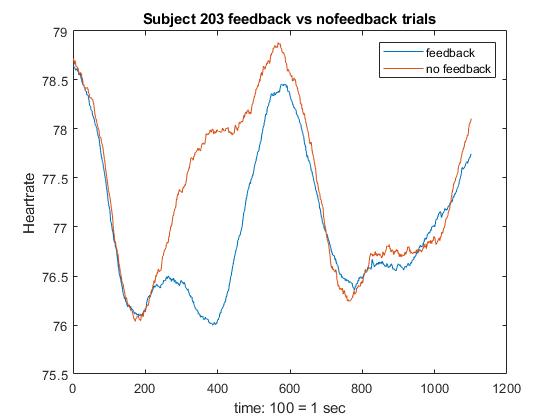 Subject 203 feedback vs nofeedback trials
feedback
no feedback
79
78.5
78
77.5
77
76.5
76
75.5
Heartrate
0 200 400 600 800 1000 1200
time: 100 = 1 sec